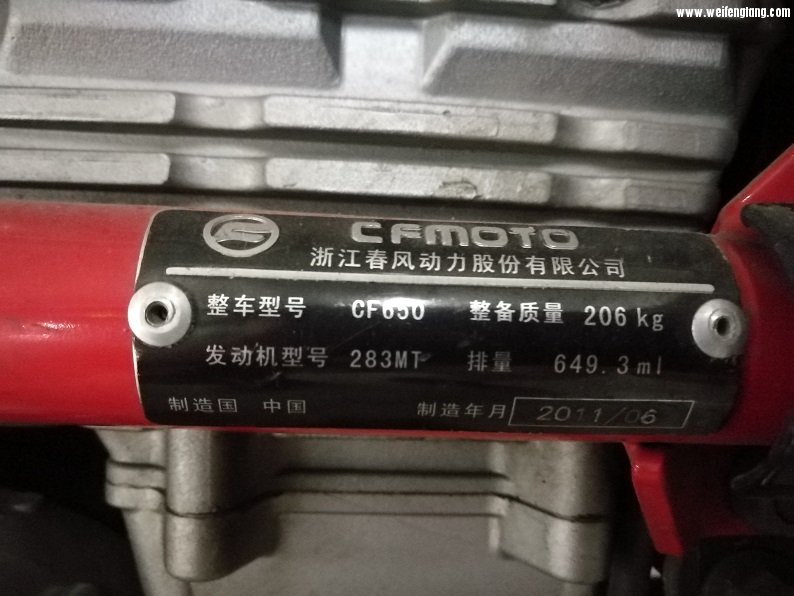 www.weifengtang.com
CFMOTO
浙江春风动力股份有限公司
整车型号 CF650 整备质量 206 kg
发动机型号 283MT 排量 649.3ml
制造国 中国 制造年月 2011/06